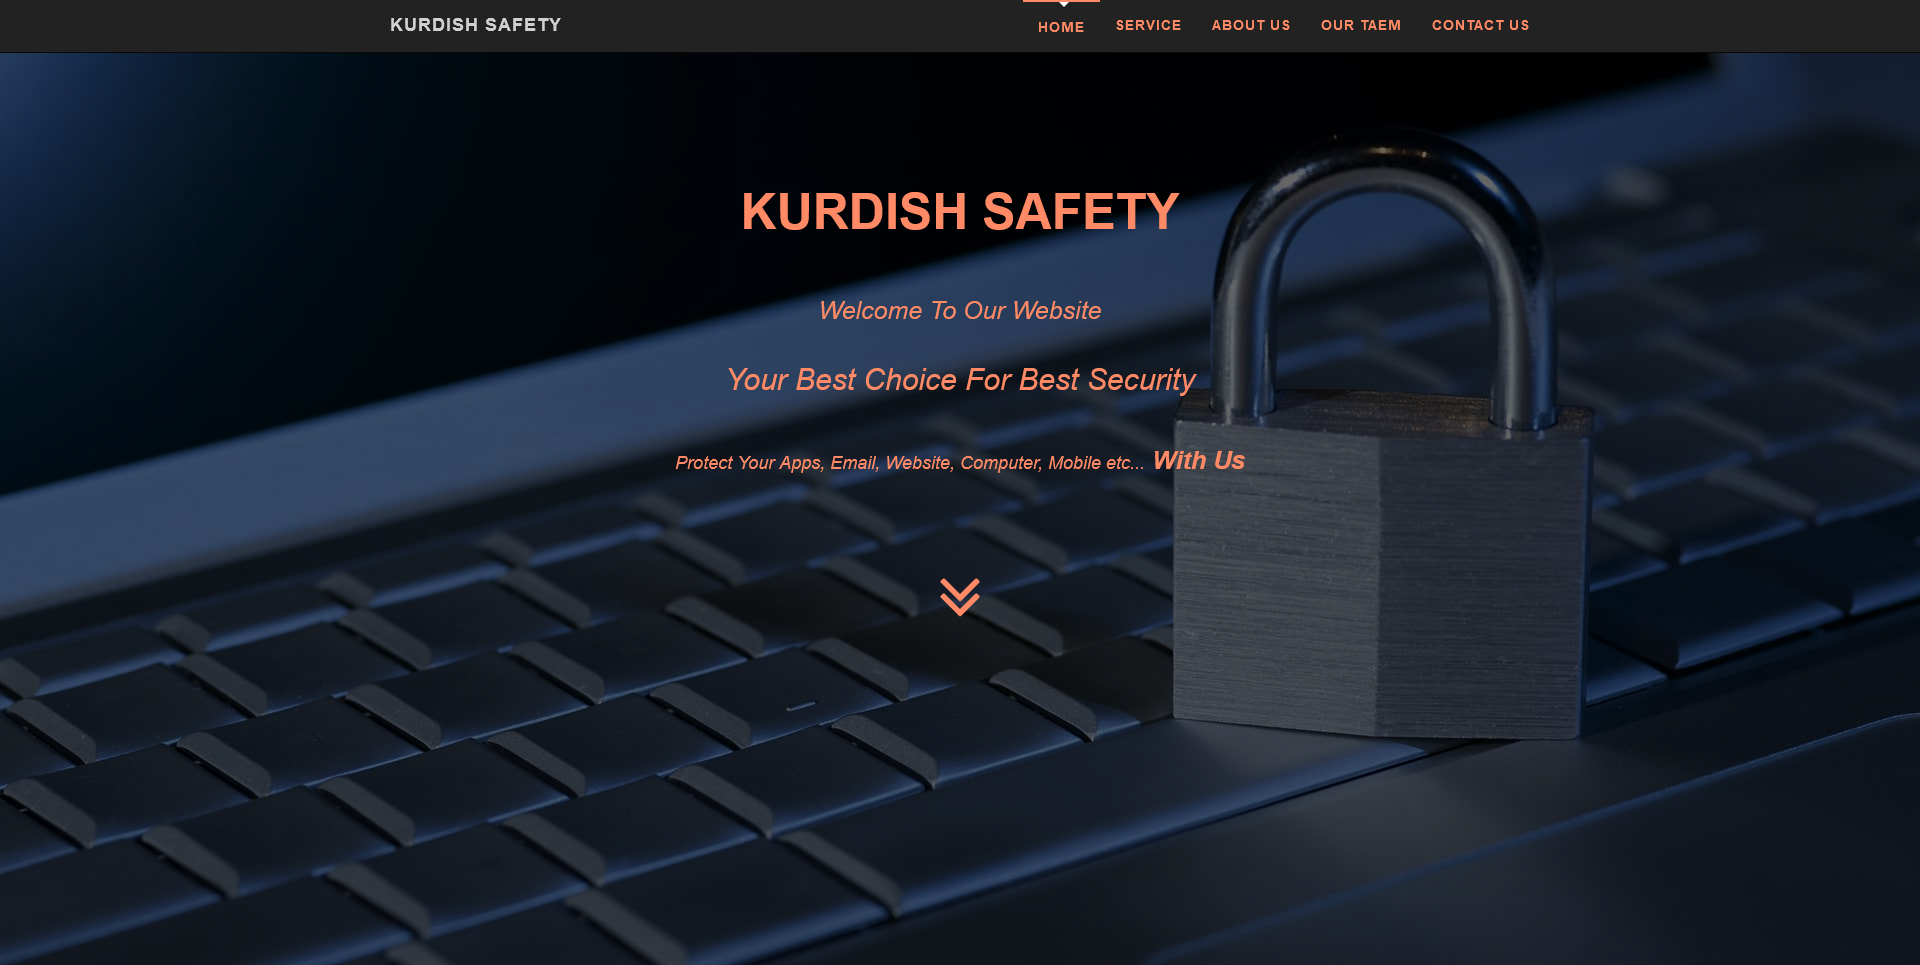 KURDISH SAFETY
HOME SERVICE ABOUT US OUR TAEM CONTACT US
KURDISH SAFETY
Welcome To Our Website
Your Best Choice For Best Security
Protect Your Apps, Email, Website, Computer, Mobile etc... With Us